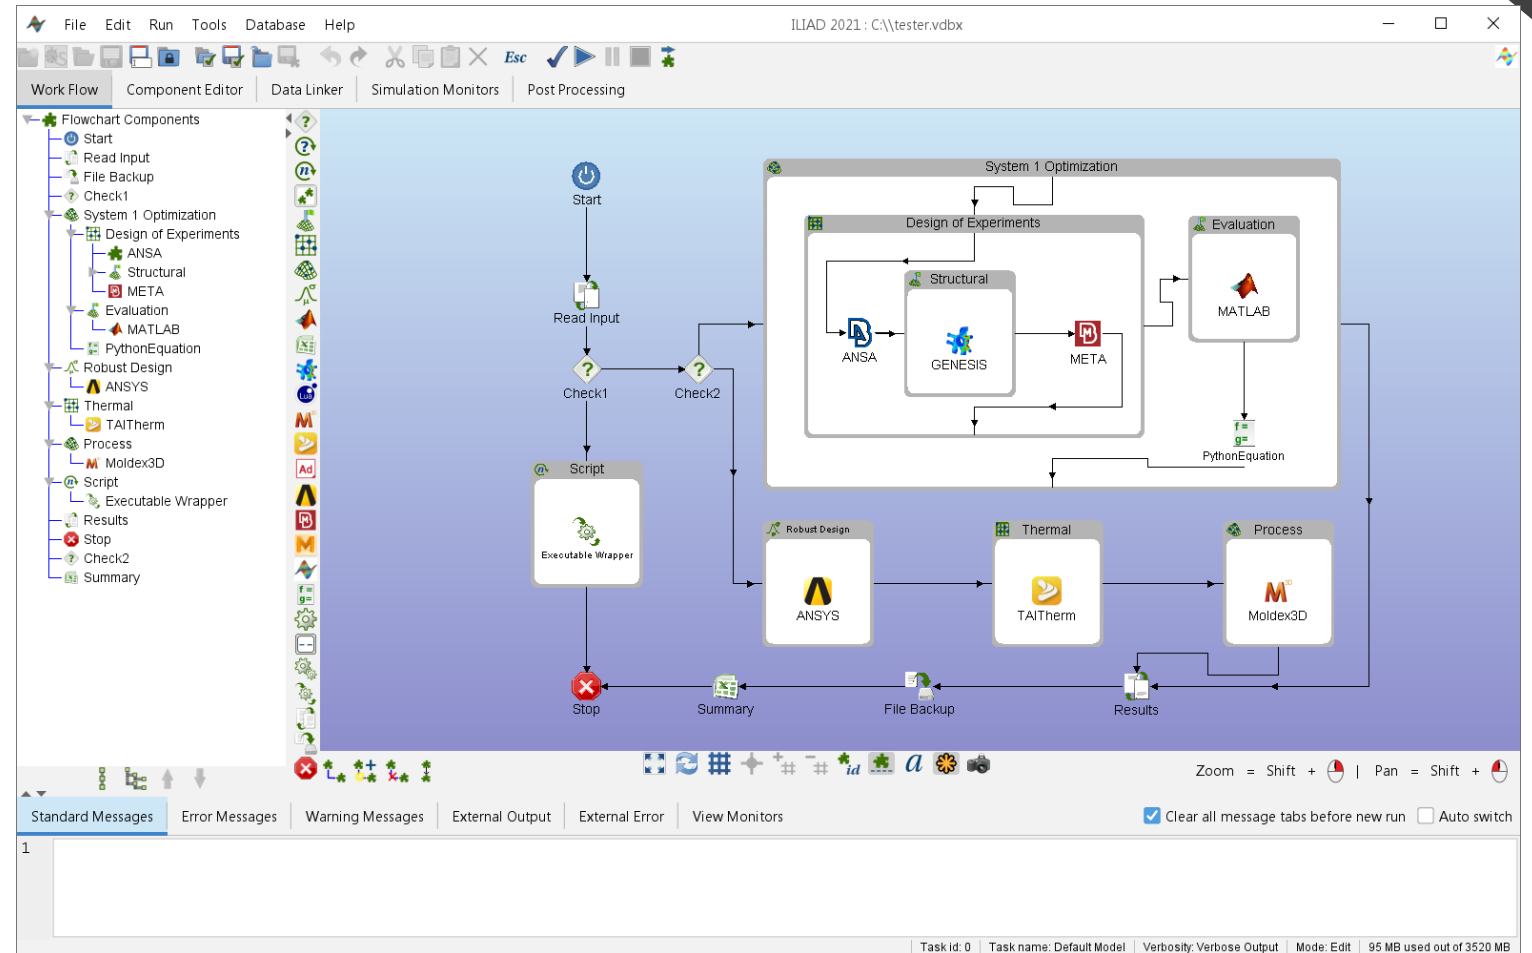 File Edit Run Tools Database Help
ILIAD 2021 : C:\\tester.vdbx
Esc
Work Flow Component Editor Data Linker Simulation Monitors Post Processing
Flowchart Components
Start
Read Input
File Backup
Check1
System 1 Optimization
Design of Experiments
ANSA
Structural
META
Evaluation
MATLAB
PythonEquation
Robust Design
ANSYS
Thermal
TAITherm
Process
Moldex3D
Script
Executable Wrapper
Results
Stop
Check2
Summary
Lua
Ad
f =
g=
Start
Read Input
Check1
Check2
Script
Executable Wrapper
Stop
System 1 Optimization
Design of Experiments
Structural
ANSA
GENESIS
META
Evaluation
MATLAB
f =
g=
PythonEquation
Robust Design
ANSYS
Thermal
TAITherm
Process
Moldex3D
Summary
File Backup
Results
id
a
Zoom = Shift + | Pan = Shift +
Standard Messages Error Messages Warning Messages External Output External Error View Monitors
Clear all message tabs before new run Auto switch
1
Task id: 0 Task name: Default Model Verbosity: Verbose Output Mode: Edit 95 MB used out of 3520 MB